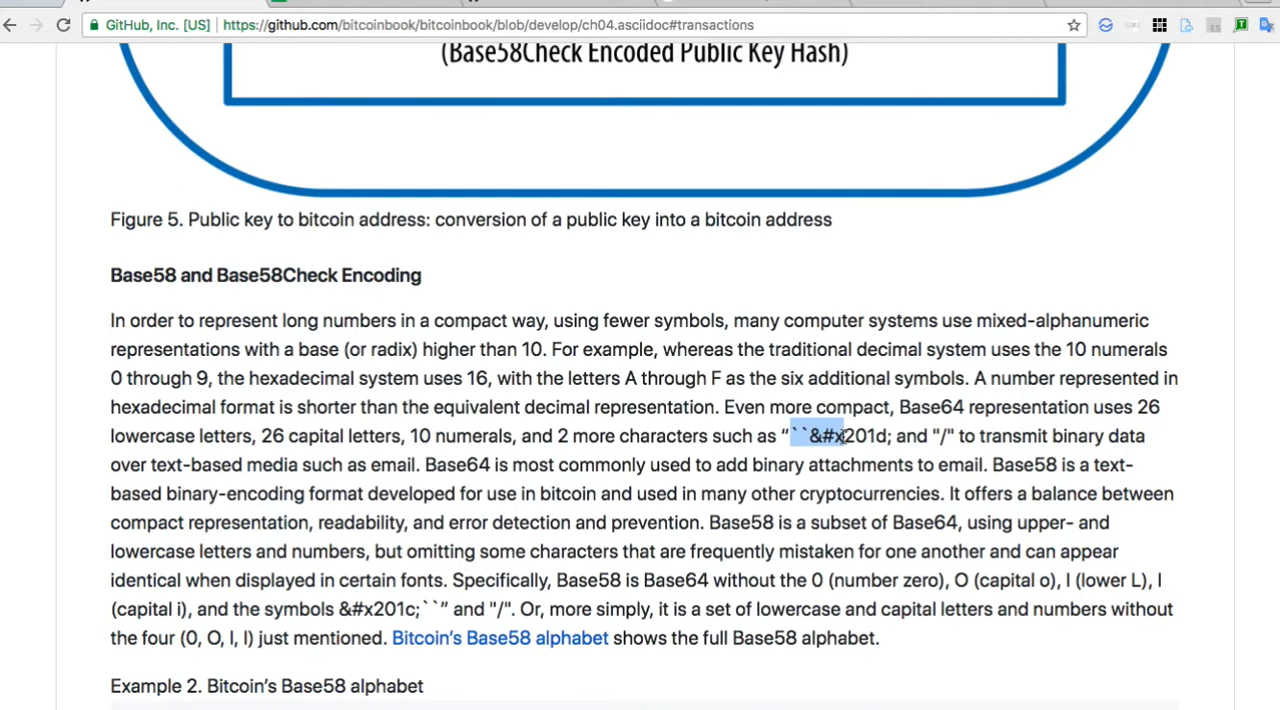 GitHub, Inc. [US] https://github.com/bitcoinbook/bitcoinbook/blob/develop/ch04.asciidoc#transactions
(Base58Check Encoded Public Key Hash)
Figure 5. Public key to bitcoin address: conversion of a public key into a bitcoin address
Base58 and Base58Check Encoding
In order to represent long numbers in a compact way, using fewer symbols, many computer systems use mixed-alphanumeric
representations with a base (or radix) higher than 10. For example, whereas the traditional decimal system uses the 10 numerals
0 through 9, the hexadecimal system uses 16, with the letters A through F as the six additional symbols. A number represented in
hexadecimal format is shorter than the equivalent decimal representation. Even more compact, Base64 representation uses 26
lowercase letters, 26 capital letters, 10 numerals, and 2 more characters such as “``&#x201d; and "/" to transmit binary data
over text-based media such as email. Base64 is most commonly used to add binary attachments to email. Base58 is a text-
based binary-encoding format developed for use in bitcoin and used in many other cryptocurrencies. It offers a balance between
compact representation, readability, and error detection and prevention. Base58 is a subset of Base64, using upper- and
lowercase letters and numbers, but omitting some characters that are frequently mistaken for one another and can appear
identical when displayed in certain fonts. Specifically, Base58 is Base64 without the 0 (number zero), O (capital o), l (lower L), I
(capital i), and the symbols &#x201c;``” and "/". Or, more simply, it is a set of lowercase and capital letters and numbers without
the four (0, O, l, I) just mentioned. Bitcoin’s Base58 alphabet shows the full Base58 alphabet.
Example 2. Bitcoin’s Base58 alphabet